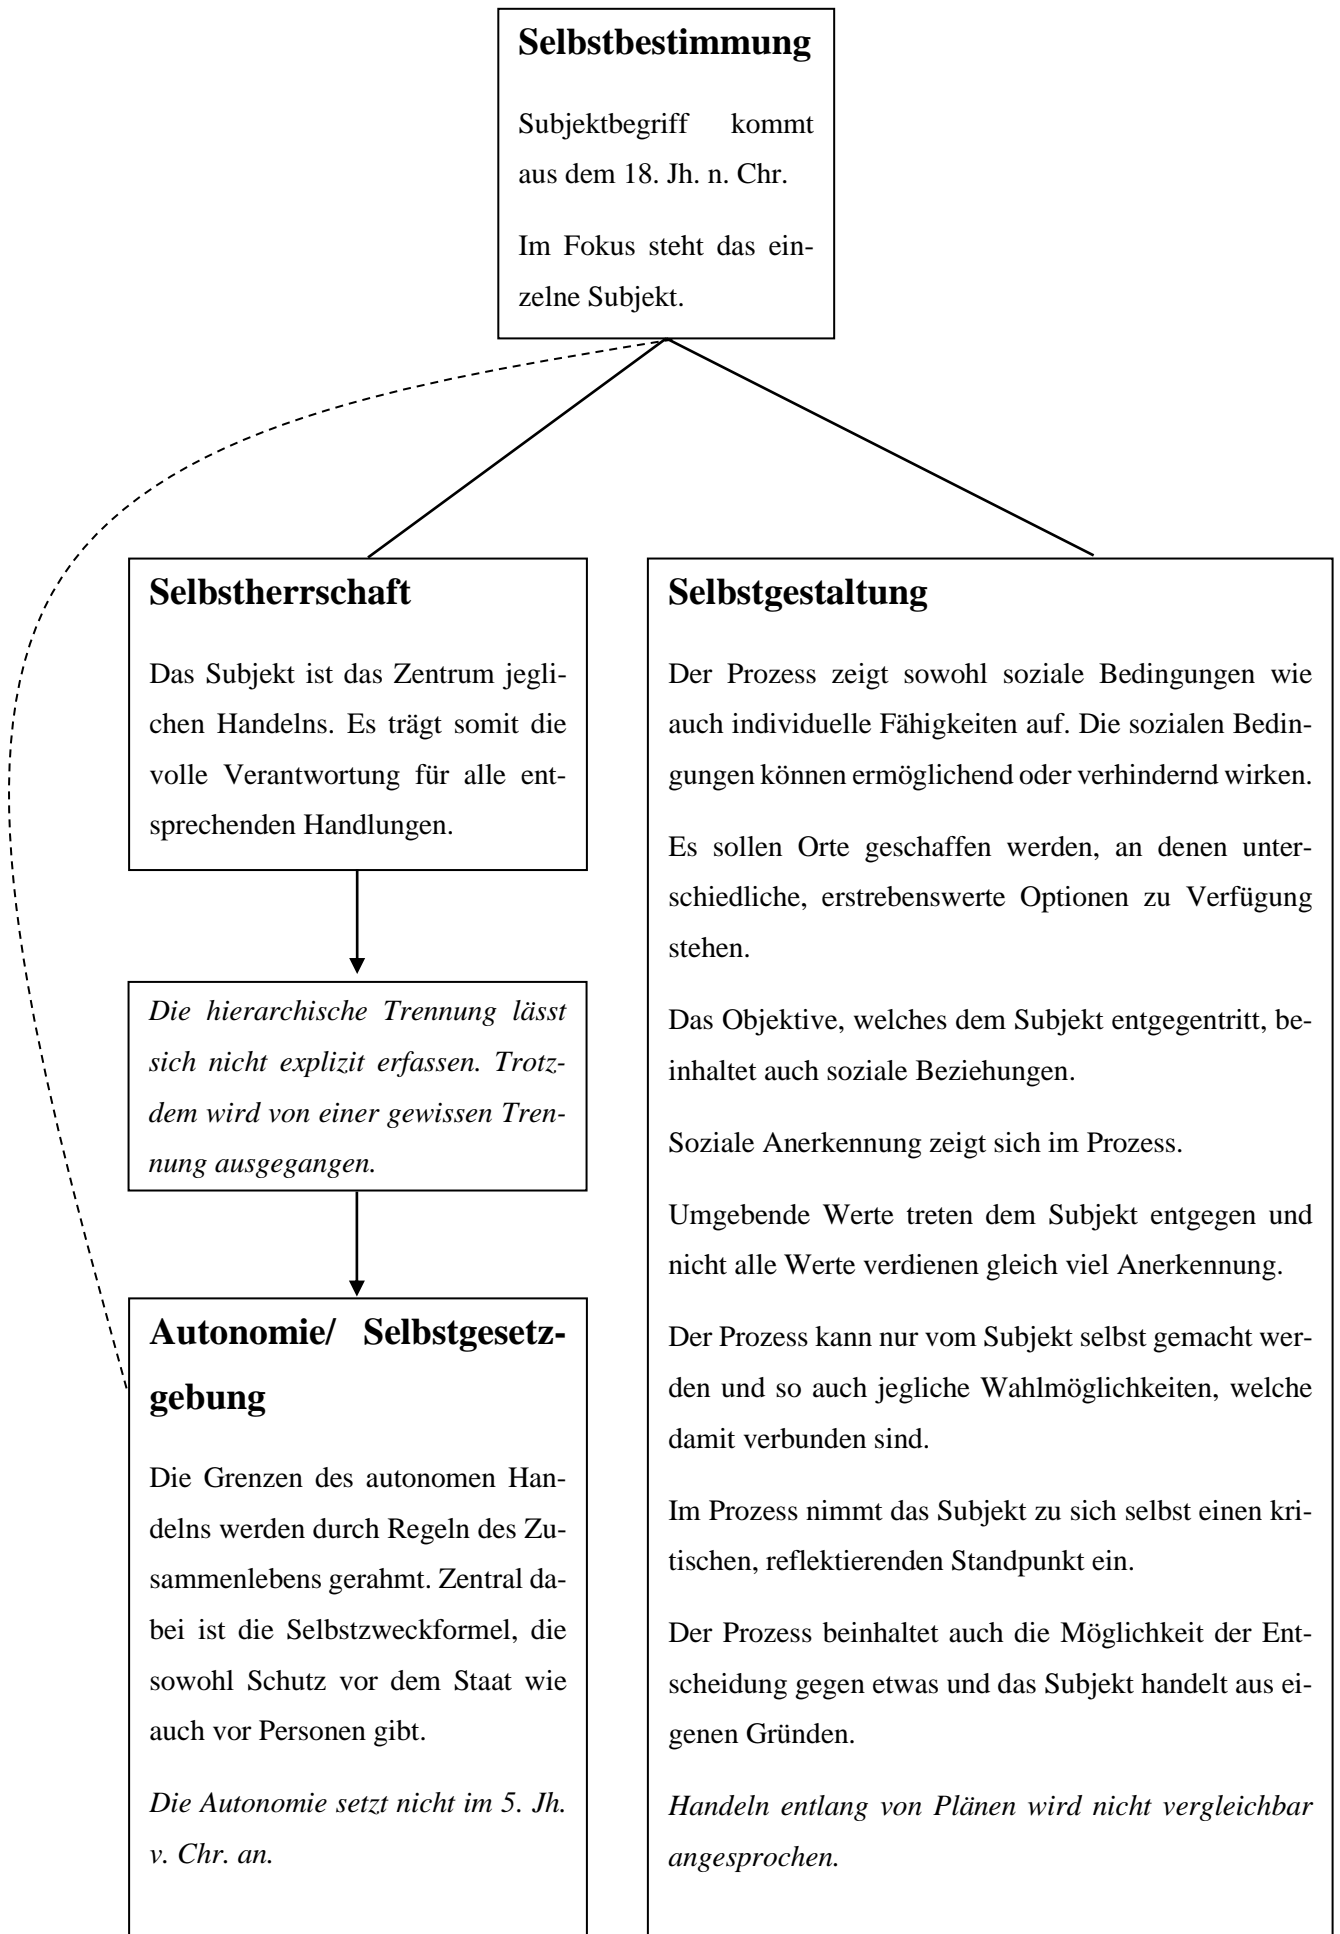 Selbstbestimmung
Subjektbegriff kommt
aus dem 18. Jh. n. Chr.
Im Fokus steht das ein-
zelne Subjekt.
Selbstherrschaft
Das Subjekt ist das Zentrum jegli-
chen Handelns. Es trägt somit die
volle Verantwortung für alle ent-
sprechenden Handlungen.
Die hierarchische Trennung lässt
sich nicht explizit erfassen. Trotz-
dem wird von einer gewissen Tren-
nung ausgegangen.
Autonomie/ Selbstgesetz-
gebung
Die Grenzen des autonomen Han-
delns werden durch Regeln des Zu-
sammenlebens gerahmt. Zentral da-
bei ist die Selbstzweckformel, die
sowohl Schutz vor dem Staat wie
auch vor Personen gibt.
Die Autonomie setzt nicht im 5. Jh.
v. Chr. an.
Selbstgestaltung
Der Prozess zeigt sowohl soziale Bedingungen wie
auch individuelle Fähigkeiten auf. Die sozialen Bedin-
gungen können ermöglichend oder verhindernd wirken.
Es sollen Orte geschaffen werden, an denen unter-
schiedliche, erstrebenswerte Optionen zu Verfügung
stehen.
Das Objektive, welches dem Subjekt entgegentritt, be-
inhaltet auch soziale Beziehungen.
Soziale Anerkennung zeigt sich im Prozess.
Umgebende Werte treten dem Subjekt entgegen und
nicht alle Werte verdienen gleich viel Anerkennung.
Der Prozess kann nur vom Subjekt selbst gemacht wer-
den und so auch jegliche Wahlmöglichkeiten, welche
damit verbunden sind.
Im Prozess nimmt das Subjekt zu sich selbst einen kri-
tischen, reflektierenden Standpunkt ein.
Der Prozess beinhaltet auch die Möglichkeit der Ent-
scheidung gegen etwas und das Subjekt handelt aus ei-
genen Gründen.
Handeln entlang von Plänen wird nicht vergleichbar
angesprochen.